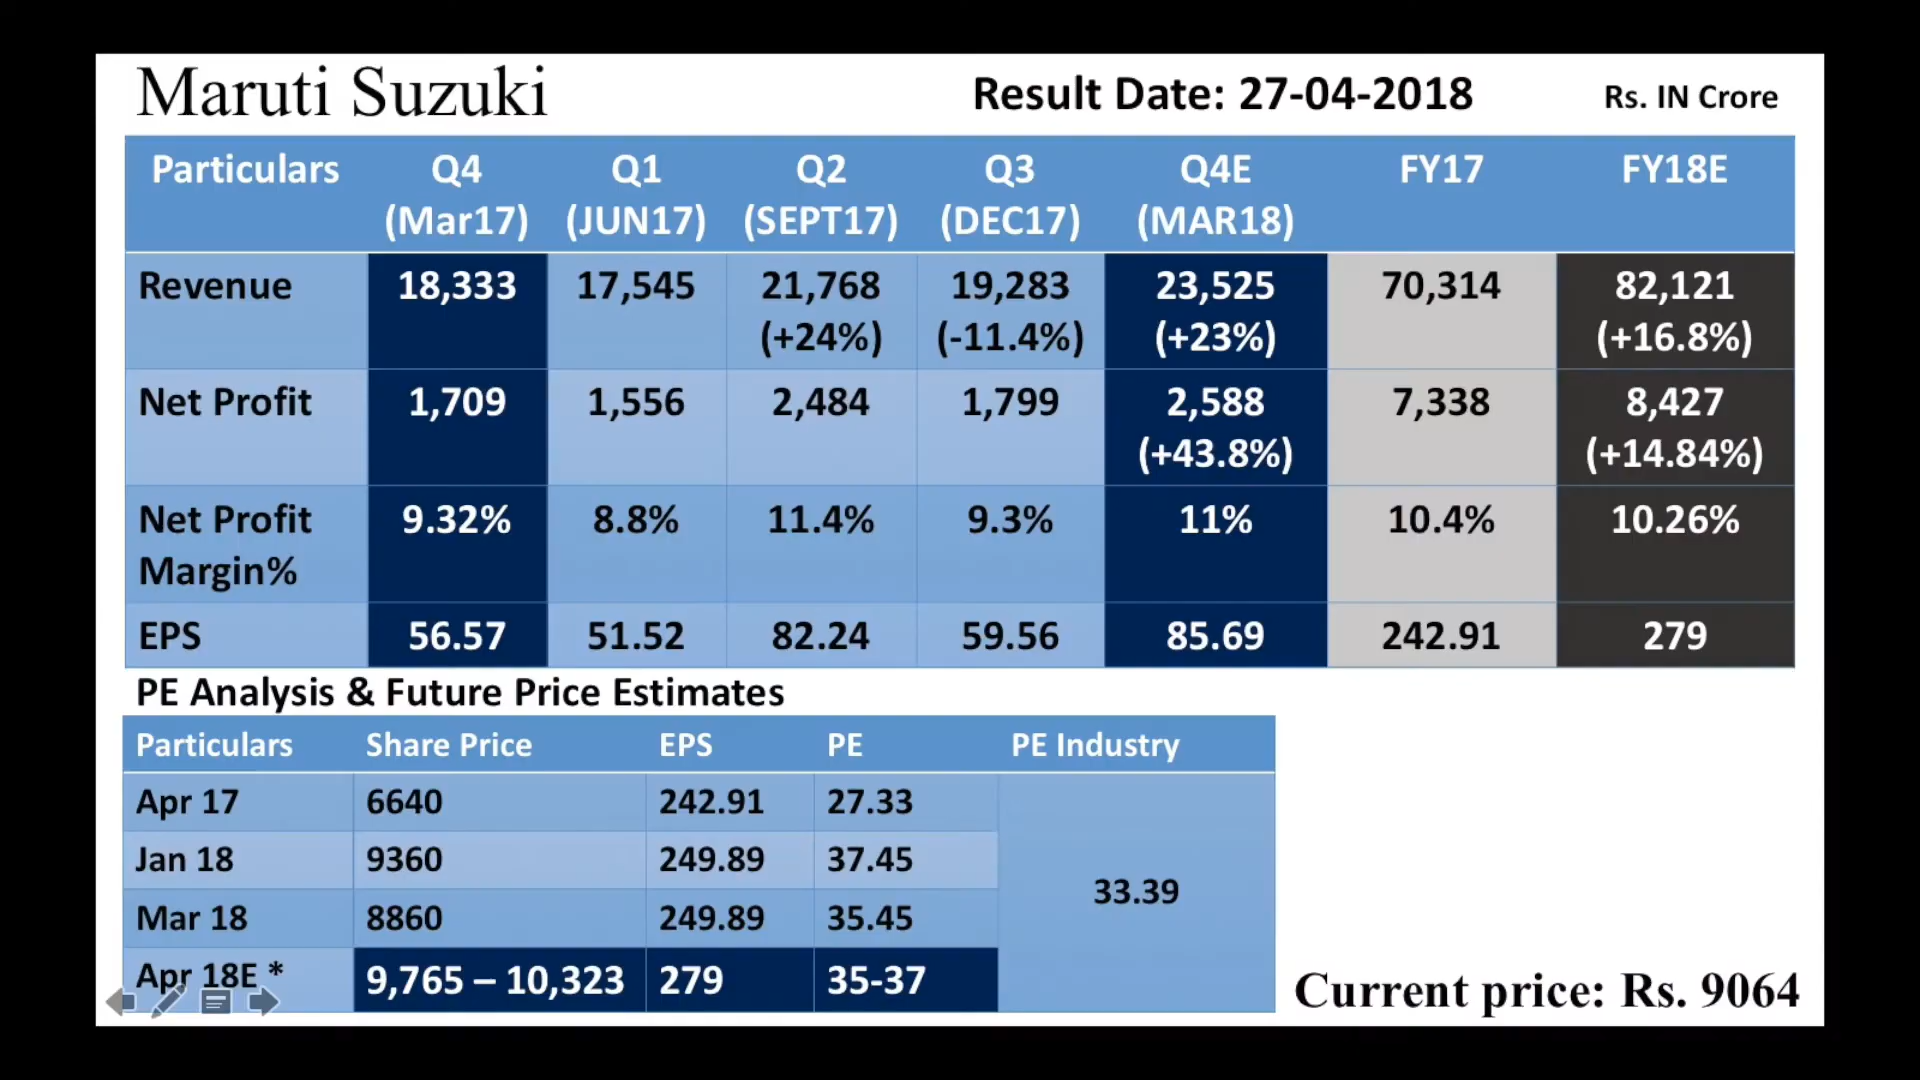 Maruti Suzuki Result Date: 27-04-2018 Rs. IN Crore
Particulars Q4 Q1 Q2 Q3 Q4E FY17 FY18E
(Mar17) (JUN17) (SEPT17) (DEC17) (MAR18)
Revenue 18,333 17,545 21,768 19,283 23,525 70,314 82,121
(+24%) (-11.4%) (+23%) (+16.8%)
Net Profit 1,709 1,556 2,484 1,799 2,588 7,338 8,427
(+43.8%) (+14.84%)
Net Profit 9.32% 8.8% 11.4% 9.3% 11% 10.4% 10.26%
Margin%
EPS 56.57 51.52 82.24 59.56 85.69 242.91 279
PE Analysis & Future Price Estimates
Particulars Share Price EPS PE PE Industry
Apr 17 6640 242.91 27.33
Jan 18 9360 249.89 37.45
33.39
Mar 18 8860 249.89 35.45
Apr 18E * 9,765 – 10,323 279 35-37
Current price: Rs. 9064